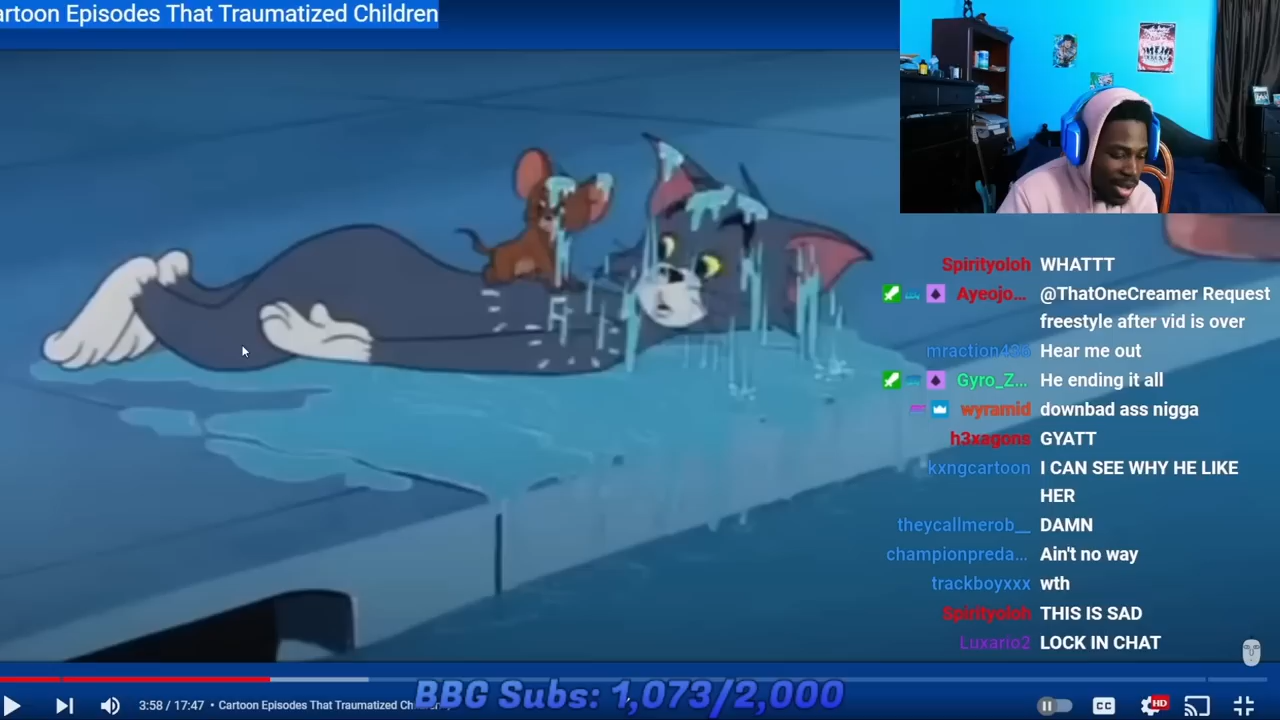 artoon Episodes That Traumatized Children
Spirityoloh WHATTT
Ayejo... @ThatOneCreamer Request
freestyle after vid is over
Hear me out
Gyro_Z... He ending it all
wyramid downbad ass nigga
h3xagons GYATT
kxngcartoon I CAN SEE WHY HE LIKE
HER
theycallmerob__ DAMN
championpreda... Ain't no way
trackboyxxx wth
Spirityoloh THIS IS SAD
Luxario2 LOCK IN CHAT
BBG Subs: 1,073/2,000
3:58 / 17:47 • Cartoon Episodes That Traumatized
CC
HD